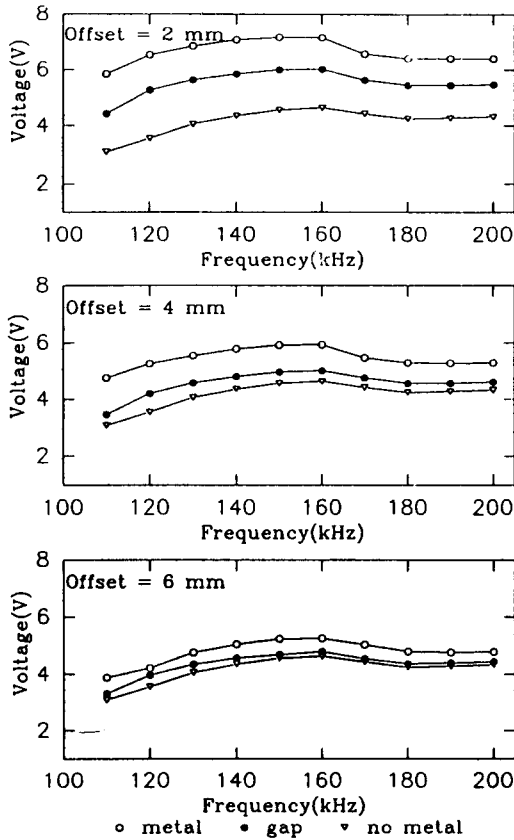 Offset = 2 mm
Voltage(V)
8
6
4
2
100 120 140 160 180 200
Frequency(kHz)
Offset = 4 mm
Voltage(V)
8
6
4
2
100 120 140 160 180 200
Frequency(kHz)
Offset = 6 mm
Voltage(V)
8
6
4
2
100 120 140 160 180 200
Frequency(kHz)
○ metal ● gap ▿ no metal